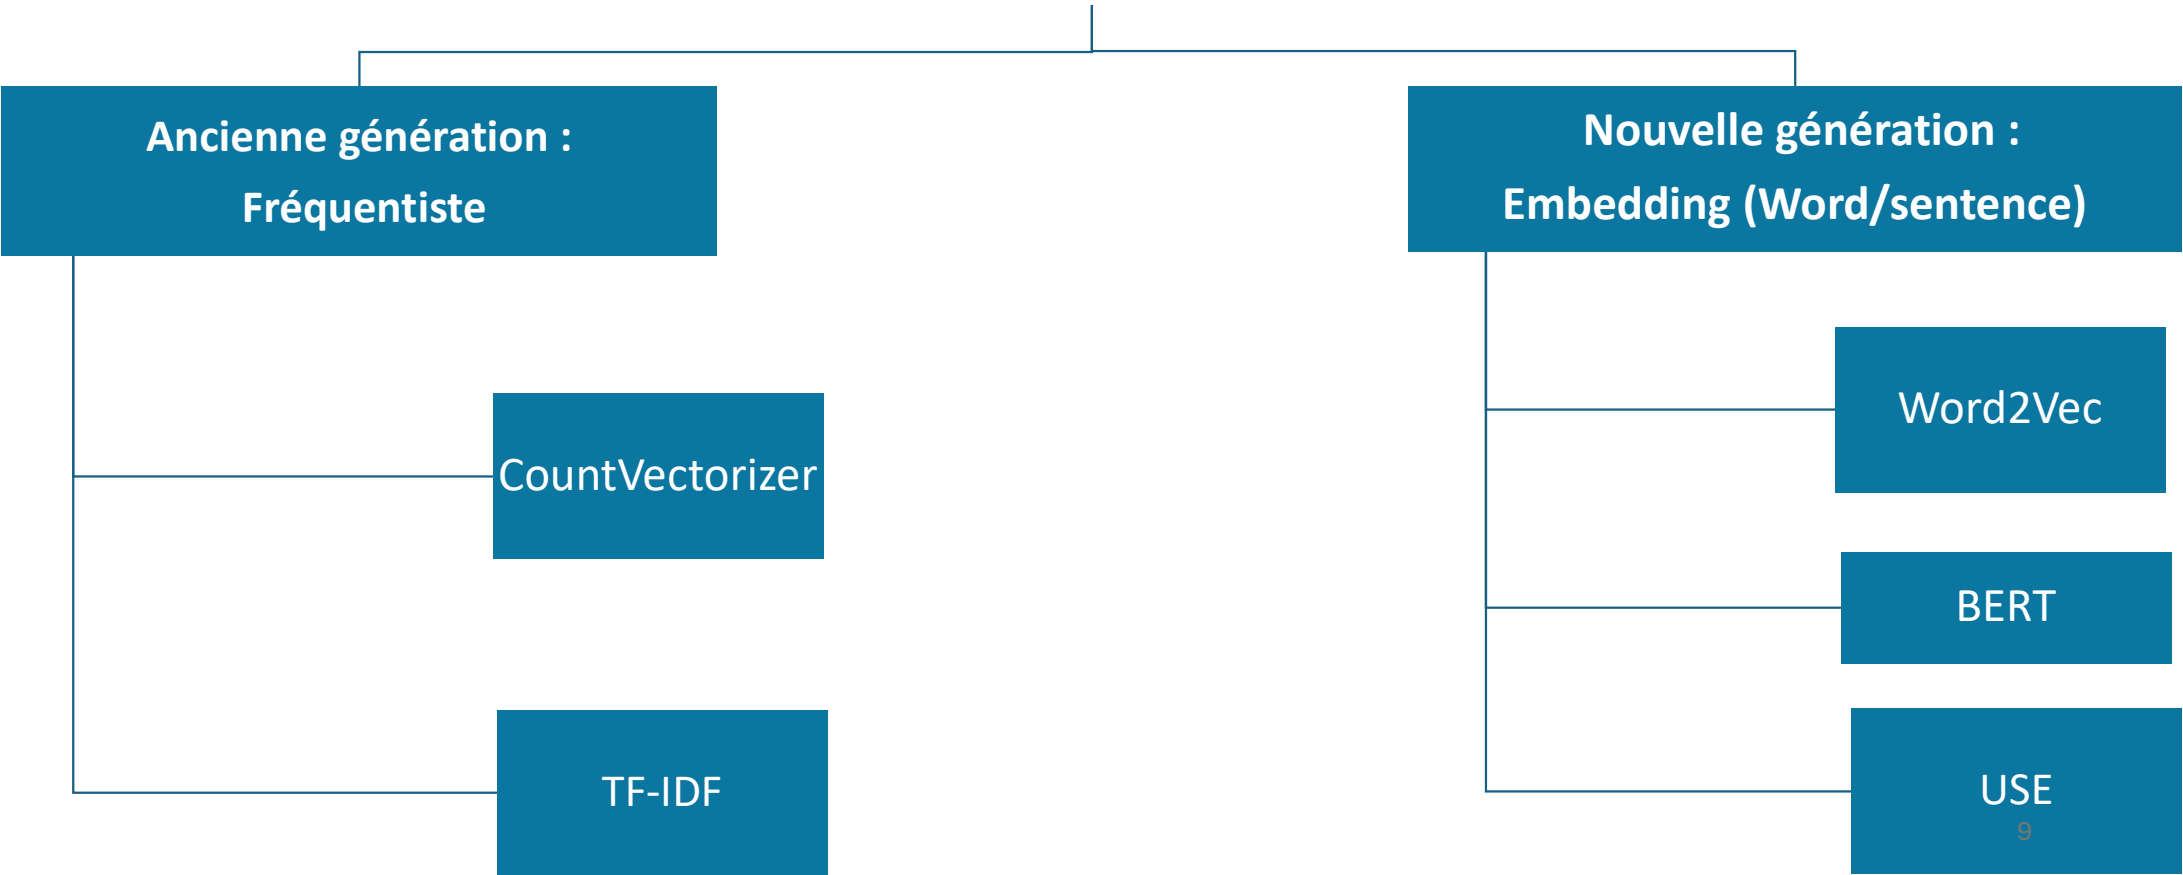 Ancienne génération :
Fréquentiste
CountVectorizer
TF-IDF
Nouvelle génération :
Embedding (Word/sentence)
Word2Vec
BERT
USE
9